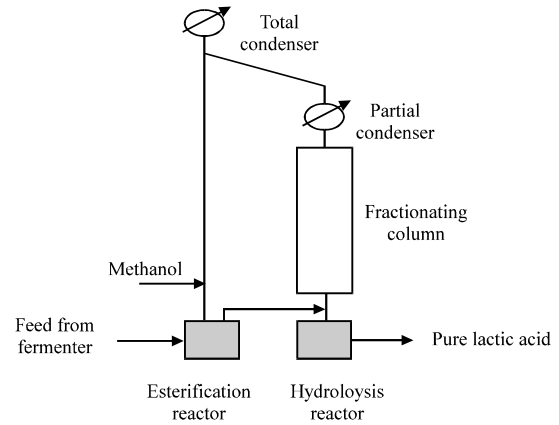 Total
condenser
Partial
condenser
Fractionating
column
Methanol
Feed from
fermenter
Pure lactic acid
Esterification
reactor
Hydroloysis
reactor